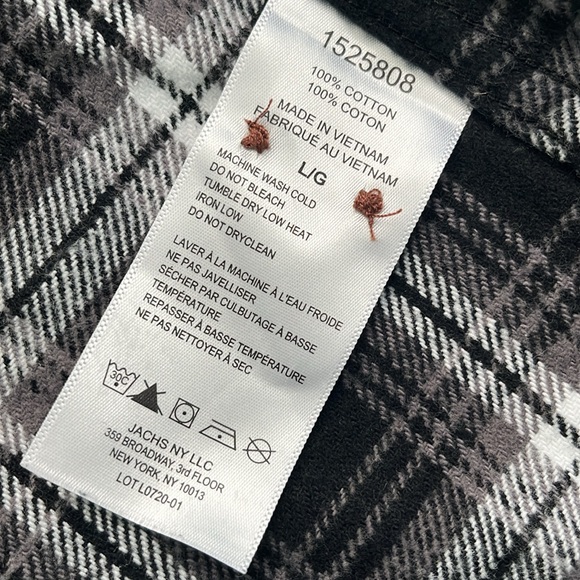 1525808
100% COTTON
100% COTON
MADE IN VIETNAM
FABRIQUÉ AU VIETNAM
L/G
MACHINE WASH COLD
DO NOT BLEACH
TUMBLE DRY LOW HEAT
IRON LOW
DO NOT DRYCLEAN
LAVER À LA MACHINE À L'EAU FROIDE
NE PAS JAVELLISER
SÉCHER PAR CULBUTAGE À BASSE
TEMPÉRATURE
REPASSER À BASSE TEMPÉRATURE
NE PAS NETTOYER À SEC
30C
JACHS NY LLC
359 BROADWAY, 3rd FLOOR
NEW YORK, NY 10013
LOT L0720-01